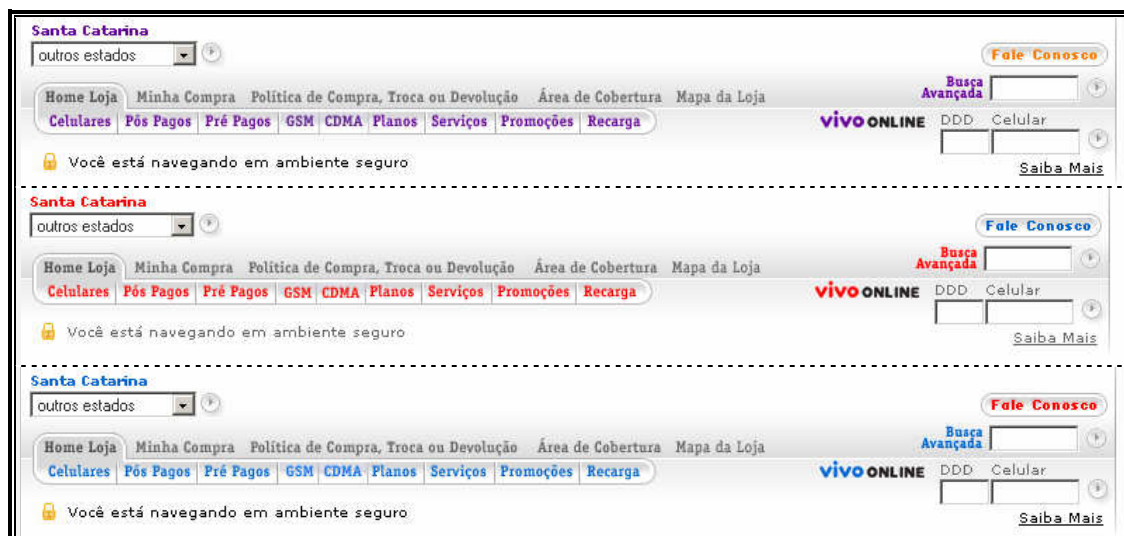 Santa Catarina
outros estados
Fale Conosco
Busca
Avançada
Home Loja Minha Compra Política de Compra, Troca ou Devolução Área de Cobertura Mapa da Loja
Celulares Pós Pagos Pré Pagos GSM CDMA Planos Serviços Promoções Recarga
vivo ONLINE DDD Celular
Você está navegando em ambiente seguro
Saiba Mais
Santa Catarina
outros estados
Fale Conosco
Busca
Avançada
Home Loja Minha Compra Política de Compra, Troca ou Devolução Área de Cobertura Mapa da Loja
Celulares Pós Pagos Pré Pagos GSM CDMA Planos Serviços Promoções Recarga
vivo ONLINE DDD Celular
Você está navegando em ambiente seguro
Saiba Mais
Santa Catarina
outros estados
Fale Conosco
Busca
Avançada
Home Loja Minha Compra Política de Compra, Troca ou Devolução Área de Cobertura Mapa da Loja
Celulares Pós Pagos Pré Pagos GSM CDMA Planos Serviços Promoções Recarga
vivo ONLINE DDD Celular
Você está navegando em ambiente seguro
Saiba Mais